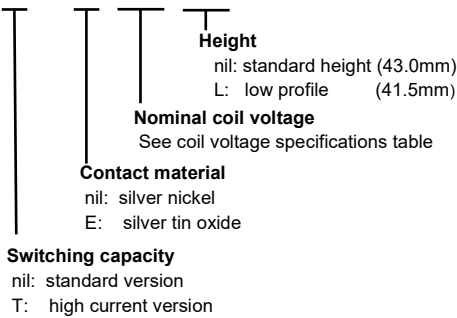 Height
nil: standard height (43.0mm)
L: low profile (41.5mm)
Nominal coil voltage
See coil voltage specifications table
Contact material
nil: silver nickel
E: silver tin oxide
Switching capacity
nil: standard version
T: high current version